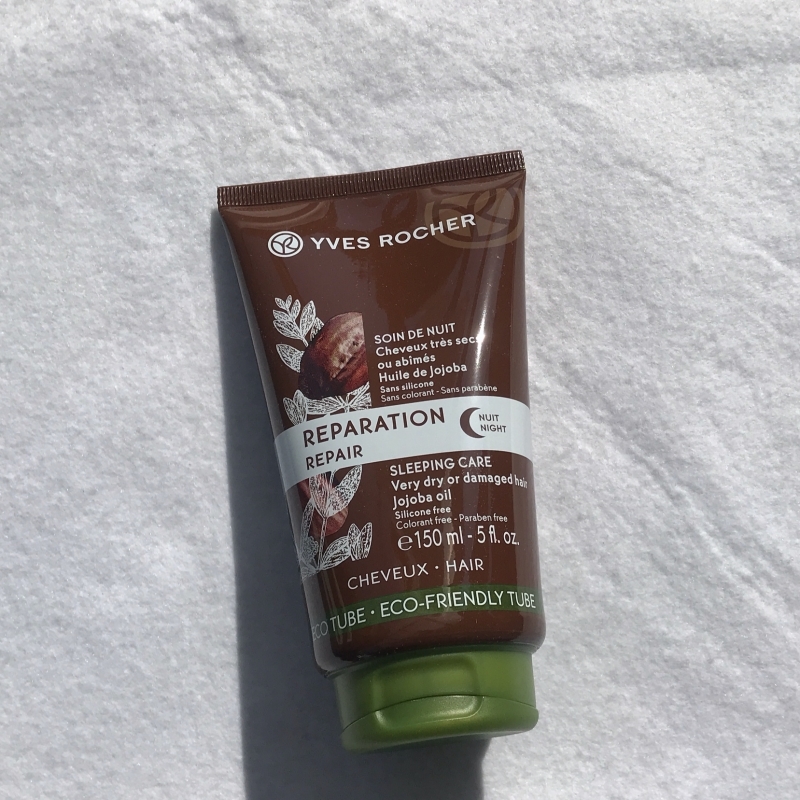 YR YVES ROCHER
SOIN DE NUIT
Cheveux très secs
ou abimés
Huile de Jojoba
Sans silicone
Sans colorant - Sans parabène
REPARATION
NUIT
NIGHT
REPAIR
SLEEPING CARE
Very dry or damaged hair
Jojoba oil
Silicone free
Colorant free - Paraben free
℮150 ml - 5 fl. oz.
CHEVEUX • HAIR
ECO TUBE • ECO-FRIENDLY TUBE